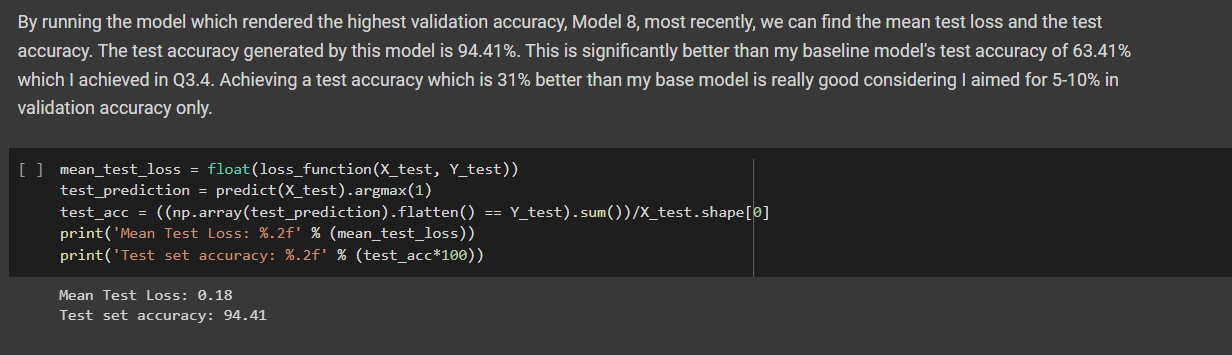 By running the model which rendered the highest validation accuracy, Model 8, most recently, we can find the mean test loss and the test
accuracy. The test accuracy generated by this model is 94.41%. This is significantly better than my baseline model's test accuracy of 63.41%
which I achieved in Q3.4. Achieving a test accuracy which is 31% better than my base model is really good considering I aimed for 5-10% in
validation accuracy only.
[ ] mean_test_loss = float(loss_function(X_test, Y_test))
test_prediction = predict(X_test).argmax(1)
test_acc = ((np.array(test_prediction).flatten() == Y_test).sum())/X_test.shape[0]
print('Mean Test Loss: %.2f' % (mean_test_loss))
print('Test set accuracy: %.2f' % (test_acc*100))
Mean Test Loss: 0.18
Test set accuracy: 94.41